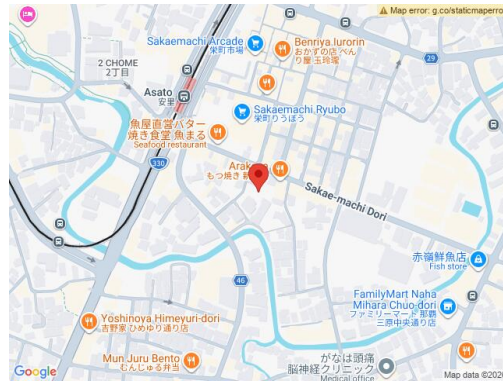 Map error: g.co/staticmaperro
Sakaemachi Arcade
栄町市場
Benriya.Iurorin
おかずの店べん
り屋 玉玲瓏
29
2 CHOME
2丁目
Asato
安里
Sakaemachi Ryubo
栄町りうぼう
魚屋直営バター
焼き食堂 魚まる
Seafood restaurant
330
もつ焼き
Sakae-machi Dori
赤嶺鮮魚店
Fish store
46
FamilyMart Naha
Mihara Chuo-dori
ファミリーマート 那覇
三原中央通り店
Yoshinoya Himeyuri-dori
吉野家 ひめゆり通り店
Mun Juru Bento
むんじゅる弁当
がなは頭痛
脳神経クリニック
Medical office
Google
Map data ©202